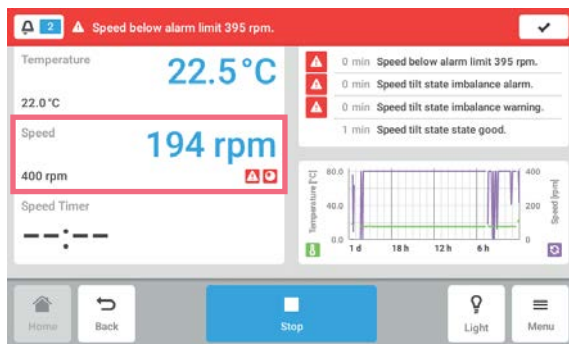 2
Speed below alarm limit 395 rpm.
Temperature
22.5 °C
22.0 °C
Speed
194 rpm
400 rpm
Speed Timer
--:--
0 min Speed below alarm limit 395 rpm.
0 min Speed tilt state imbalance alarm.
0 min Speed tilt state imbalance warning.
1 min Speed tilt state state good.
Temperature [°C]
80.0
40.0
0.0
1 d
18 h
12 h
6 h
400
200
0
Speed [rpm]
Home
Back
Stop
Light
Menu